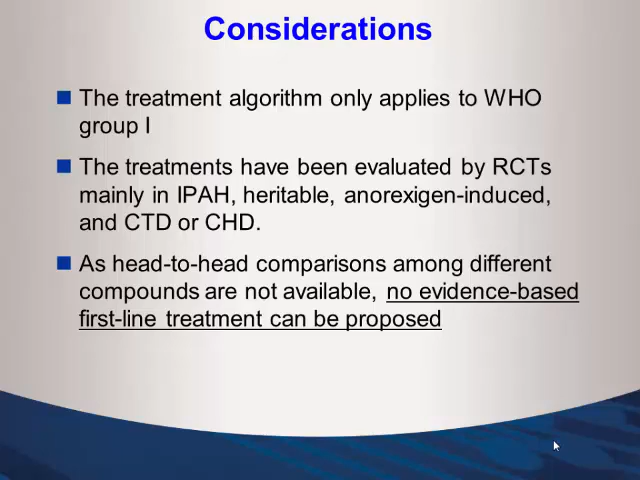 Considerations
The treatment algorithm only applies to WHO
group I
The treatments have been evaluated by RCTs
mainly in IPAH, heritable, anorexigen-induced,
and CTD or CHD.
As head-to-head comparisons among different
compounds are not available, no evidence-based
first-line treatment can be proposed